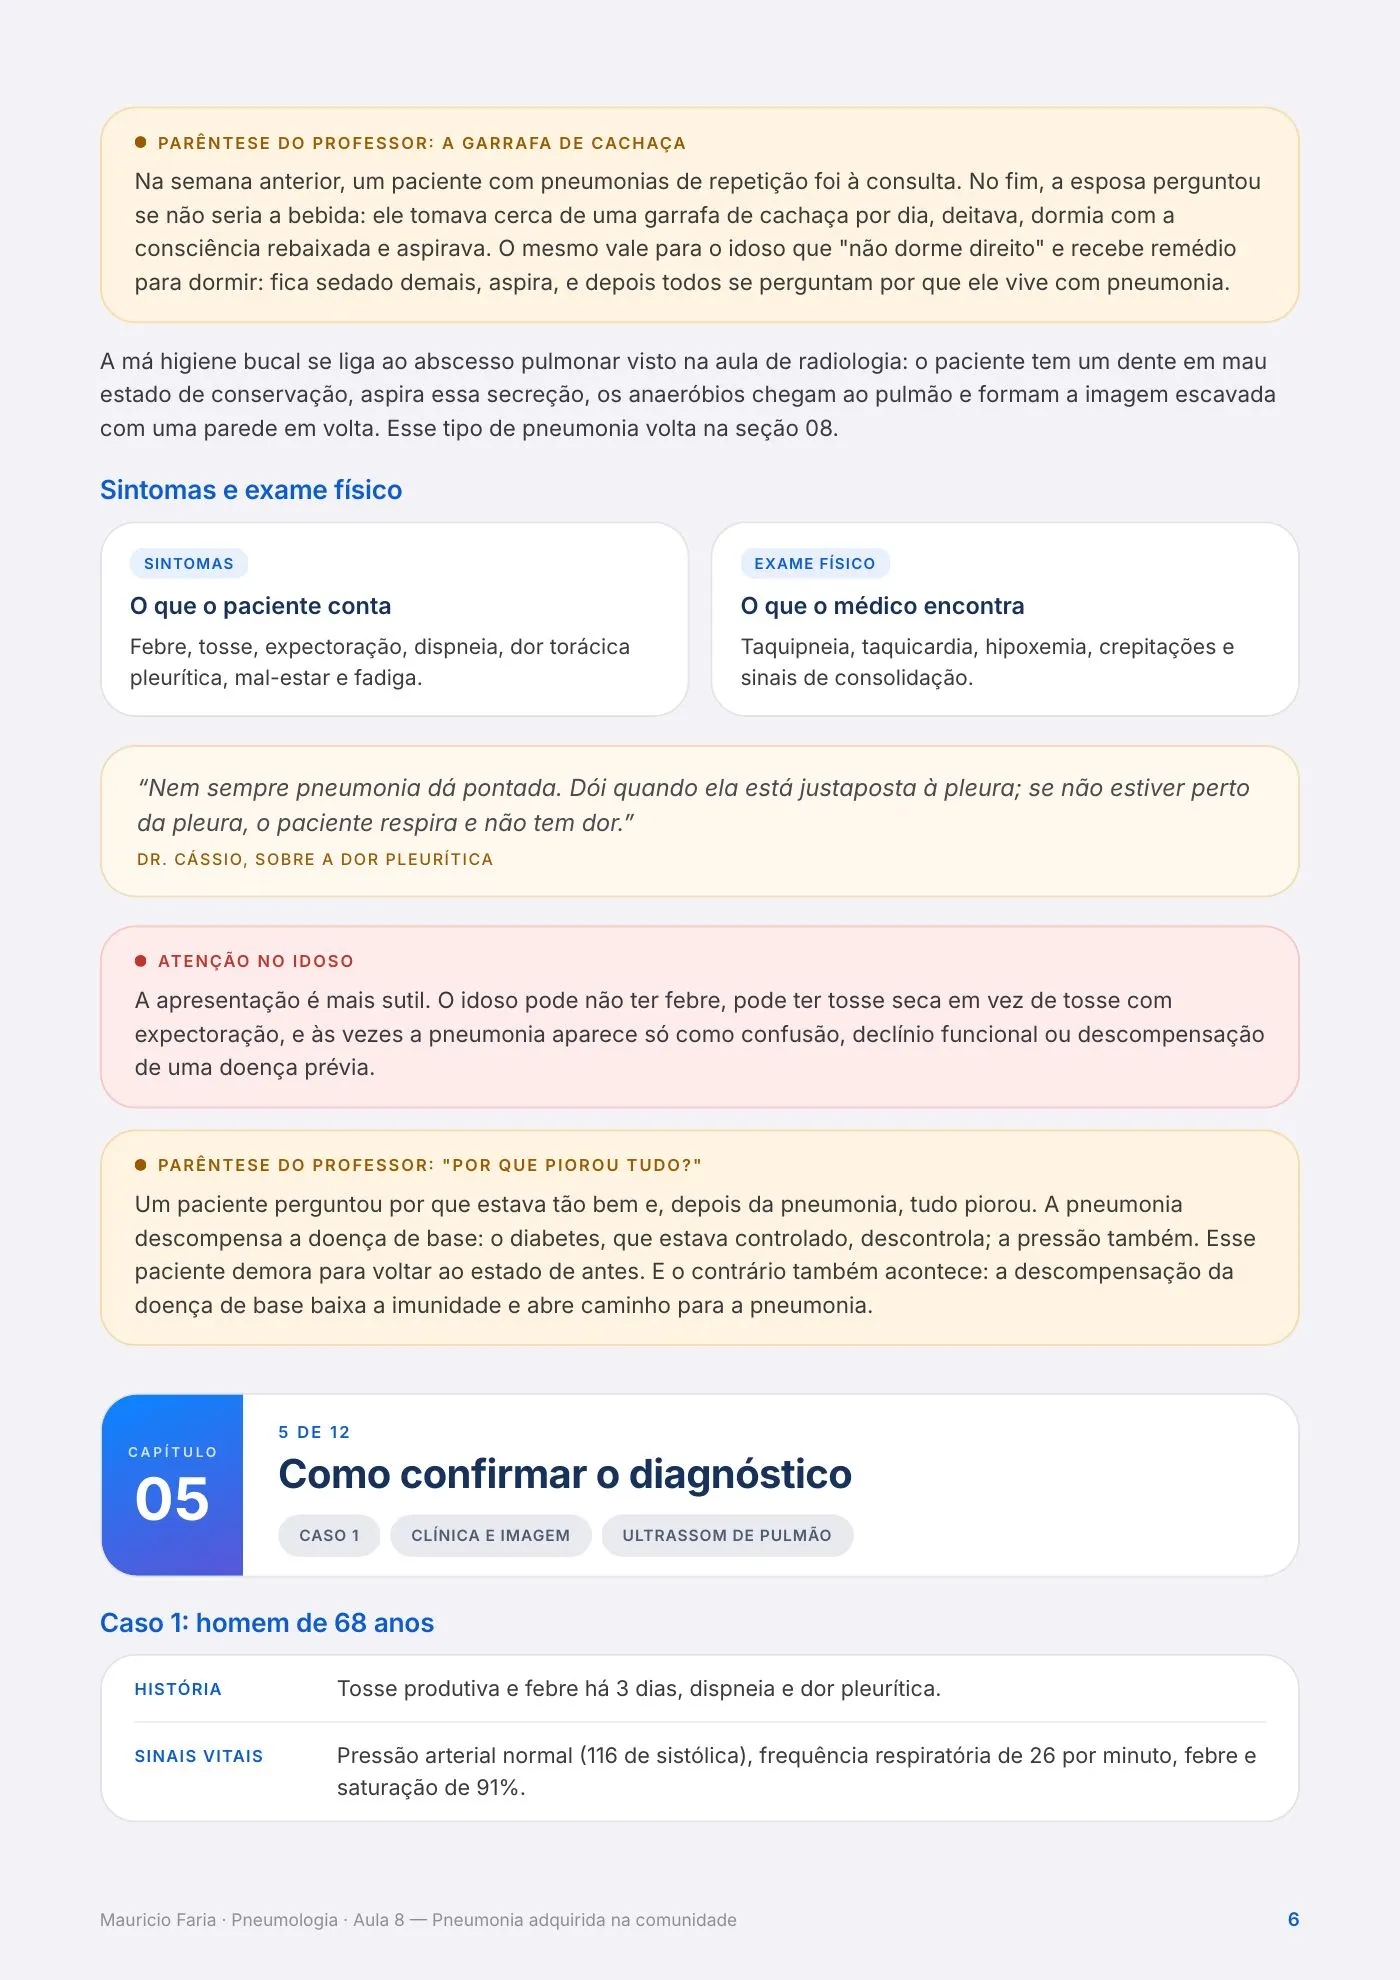 PARÊNTESE DO PROFESSOR: A GARRAFA DE CACHAÇA
Na semana anterior, um paciente com pneumonias de repetição foi à consulta. No fim, a esposa perguntou
se não seria a bebida: ele tomava cerca de uma garrafa de cachaça por dia, deitava, dormia com a
consciência rebaixada e aspirava. O mesmo vale para o idoso que "não dorme direito" e recebe remédio
para dormir: fica sedado demais, aspira, e depois todos se perguntam por que ele vive com pneumonia.
A má higiene bucal se liga ao abscesso pulmonar visto na aula de radiologia: o paciente tem um dente em mau
estado de conservação, aspira essa secreção, os anaeróbios chegam ao pulmão e formam a imagem escavada
com uma parede em volta. Esse tipo de pneumonia volta na seção 08.
Sintomas e exame físico
SINTOMAS
O que o paciente conta
Febre, tosse, expectoração, dispneia, dor torácica
pleurítica, mal-estar e fadiga.
EXAME FÍSICO
O que o médico encontra
Taquipneia, taquicardia, hipoxemia, crepitações e
sinais de consolidação.
“Nem sempre pneumonia dá pontada. Dói quando ela está justaposta à pleura; se não estiver perto
da pleura, o paciente respira e não tem dor.”
DR. CÁSSIO, SOBRE A DOR PLEURÍTICA
ATENÇÃO NO IDOSO
A apresentação é mais sutil. O idoso pode não ter febre, pode ter tosse seca em vez de tosse com
expectoração, e às vezes a pneumonia aparece só como confusão, declínio funcional ou descompensação
de uma doença prévia.
PARÊNTESE DO PROFESSOR: "POR QUE PIOROU TUDO?"
Um paciente perguntou por que estava tão bem e, depois da pneumonia, tudo piorou. A pneumonia
descompensa a doença de base: o diabetes, que estava controlado, descontrola; a pressão também. Esse
paciente demora para voltar ao estado de antes. E o contrário também acontece: a descompensação da
doença de base baixa a imunidade e abre caminho para a pneumonia.
CAPÍTULO
05
5 DE 12
Como confirmar o diagnóstico
CASO 1 CLÍNICA E IMAGEM ULTRASSOM DE PULMÃO
Caso 1: homem de 68 anos
HISTÓRIA Tosse produtiva e febre há 3 dias, dispneia e dor pleurítica.
SINAIS VITAIS Pressão arterial normal (116 de sistólica), frequência respiratória de 26 por minuto, febre e
saturação de 91%.
Mauricio Faria · Pneumologia · Aula 8 — Pneumonia adquirida na comunidade 6